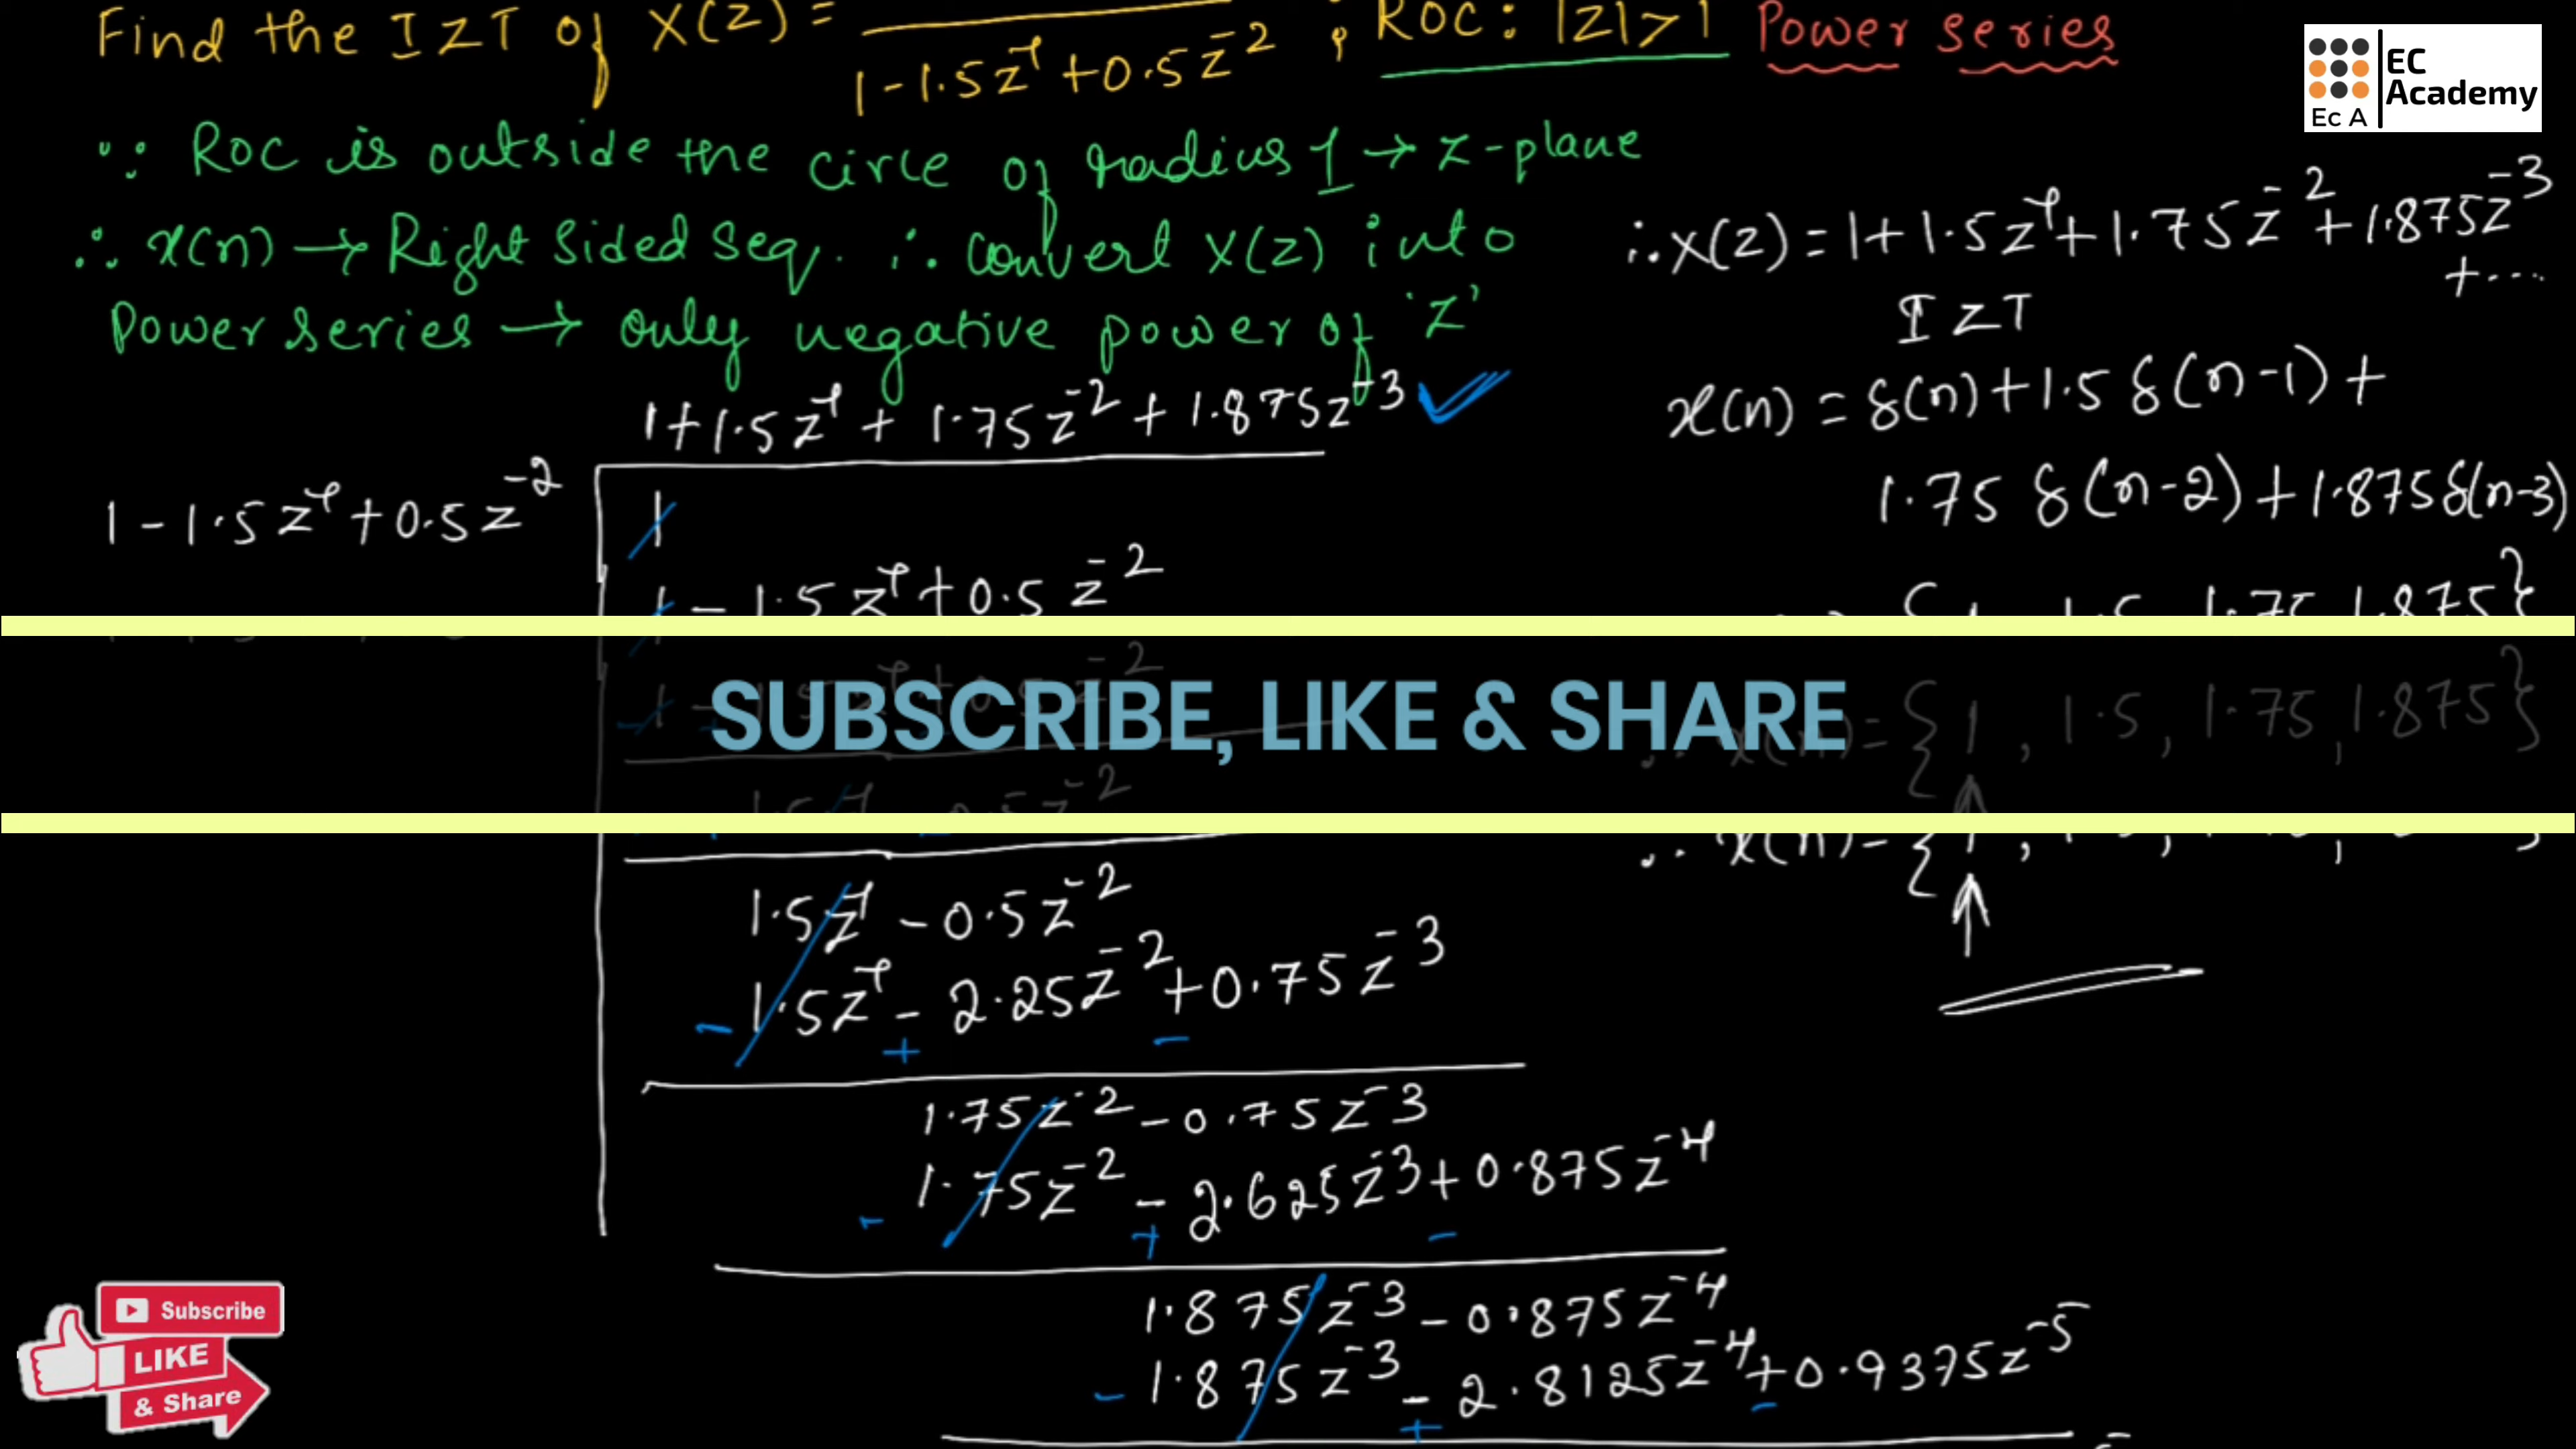 Find the IZT of X(z) =
1 - 1.5z⁻¹ + 0.5z⁻² ; ROC: |z| > 1 Power series
EC
Academy
Ec A
∵ ROC is outside the circle of radius 1 → z-plane
∴ x(n) → Right sided seq. ∴ convert X(z) into
Power series → only negative power of 'z'
1 + 1.5z⁻¹ + 1.75z⁻² + 1.875z⁻³
1 - 1.5z⁻¹ + 0.5z⁻²
1
1 - 1.5z⁻¹ + 0.5z⁻²
1.5z⁻¹ - 0.5z⁻²
1.5z⁻¹ - 2.25z⁻² + 0.75z⁻³
- + -
1.75z⁻² - 0.75z⁻³
1.75z⁻² - 2.625z⁻³ + 0.875z⁻⁴
- + -
1.875z⁻³ - 0.875z⁻⁴
1.875z⁻³ - 2.8125z⁻⁴ + 0.9375z⁻⁵
- + -
∴ X(z) = 1 + 1.5z⁻¹ + 1.75z⁻² + 1.875z⁻³
+ ...
IZT
x(n) = δ(n) + 1.5 δ(n-1) +
1.75 δ(n-2) + 1.875δ(n-3)
∴ x(n) = {1, 1.5, 1.75, 1.875}
↑
SUBSCRIBE, LIKE & SHARE
Subscribe
LIKE
& Share